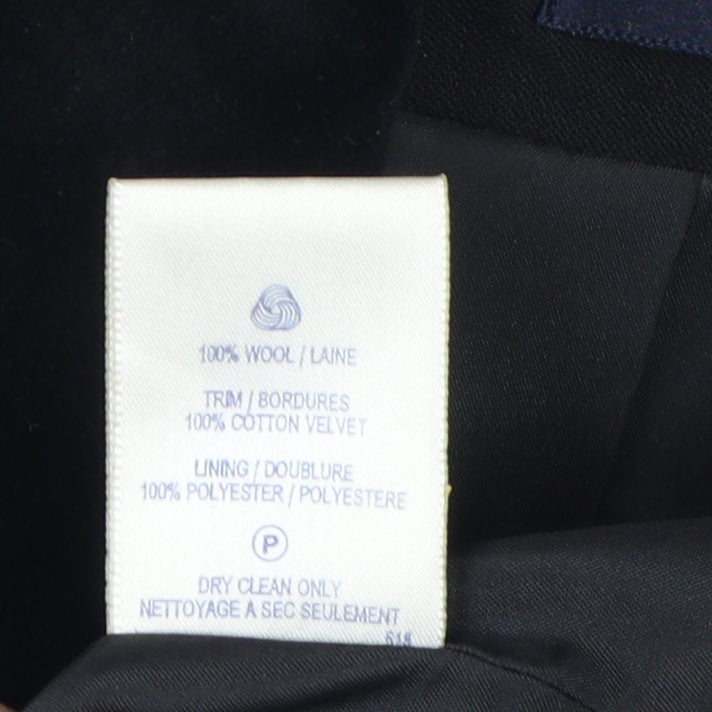 100% WOOL / LAINE
TRIM / BORDURES
100% COTTON VELVET
LINING / DOUBLURE
100% POLYESTER / POLYESTERE
P
DRY CLEAN ONLY
NETTOYAGE A SEC SEULEMENT